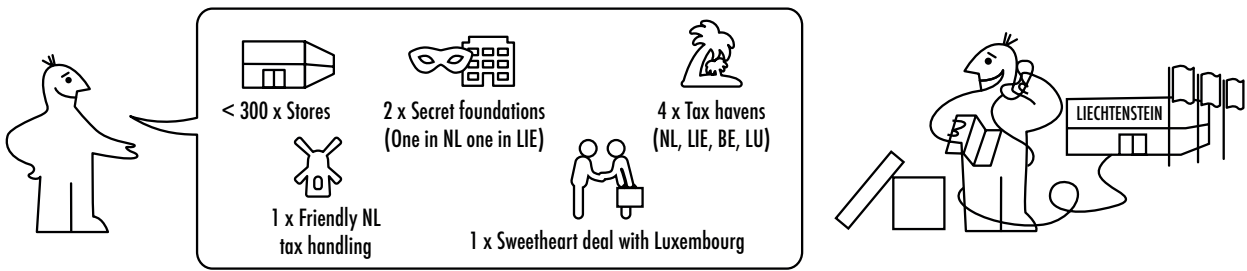 < 300 x Stores
2 x Secret foundations
(One in NL one in LIE)
4 x Tax havens
(NL, LIE, BE, LU)
1 x Friendly NL
tax handling
1 x Sweetheart deal with Luxembourg
LIECHTENSTEIN